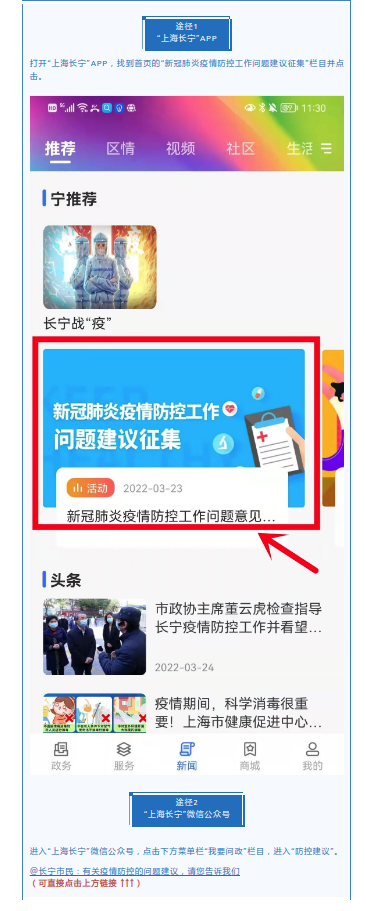 途径1
“上海长宁”APP
打开“上海长宁”APP，找到首页的“新冠肺炎疫情防控工作问题建议征集”栏目并点
击。
11:30
推荐 区情 视频 社区 生活
宁推荐
长宁战“疫”
新冠肺炎疫情防控工作
问题建议征集
活动 2022-03-23
新冠肺炎疫情防控工作问题意见...
头条
市政协主席董云虎检查指导
长宁疫情防控工作并看望...
2022-03-24
疫情期间，科学消毒很重
要！上海市健康促进中心...
政务 服务 新闻 商城 我的
途径2
“上海长宁”微信公众号
进入“上海长宁”微信公众号，点击下方菜单栏“我要问政”栏目，进入“防控建议”。
@长宁市民：有关疫情防控的问题建议，请您告诉我们
（可直接点击上方链接 ↑↑↑）